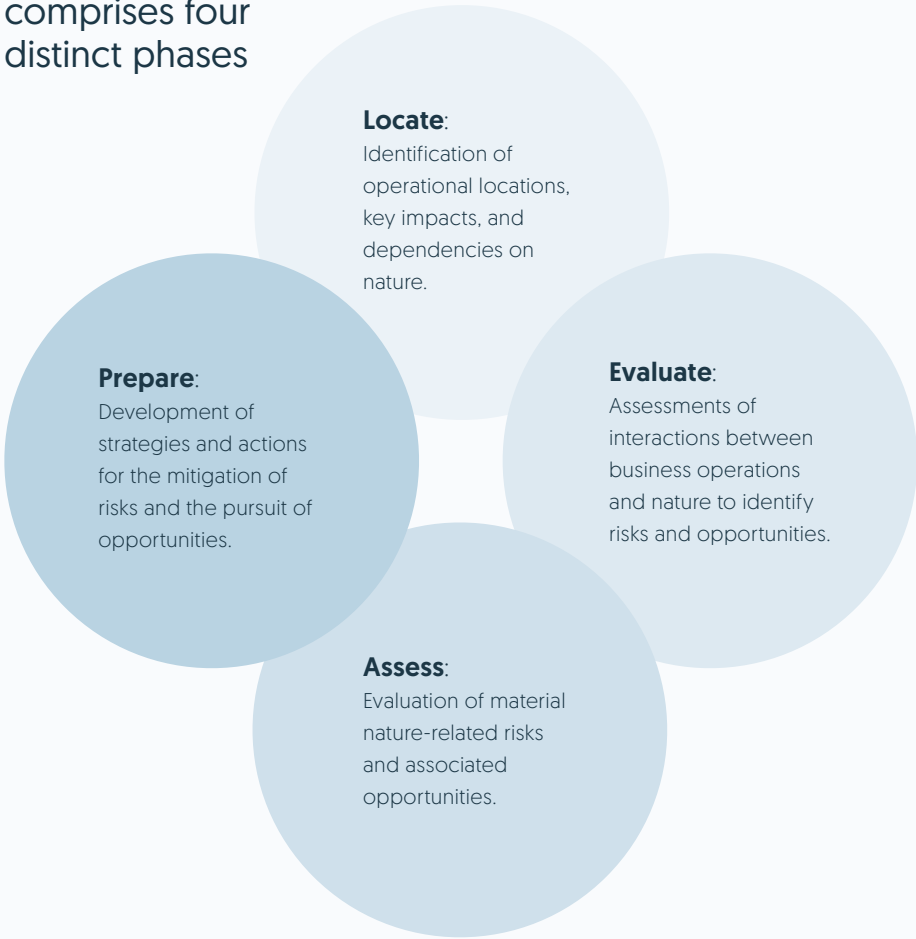 comprises four
distinct phases
Locate:
Identification of
operational locations,
key impacts, and
dependencies on
nature.
Evaluate:
Assessments of
interactions between
business operations
and nature to identify
risks and opportunities.
Assess:
Evaluation of material
nature-related risks
and associated
opportunities.
Prepare:
Development of
strategies and actions
for the mitigation of
risks and the pursuit of
opportunities.